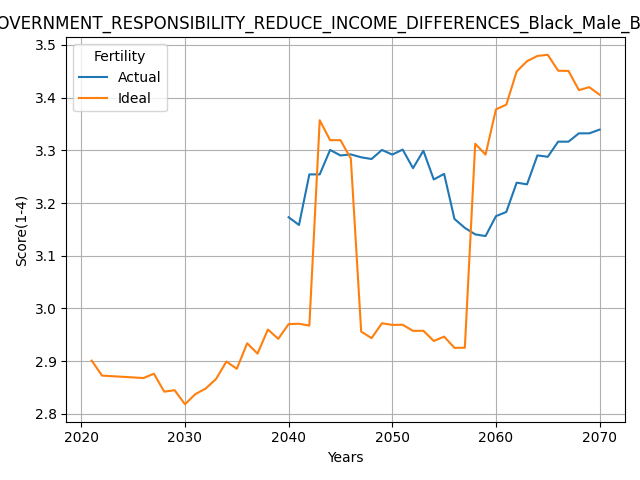 OVERNMENT_RESPONSIBILITY_REDUCE_INCOME_DIFFERENCES_Black_Male_B
Fertility
Actual
Ideal
3.5
3.4
3.3
3.2
3.1
3.0
2.9
2.8
Score(1-4)
2020 2030 2040 2050 2060 2070
Years